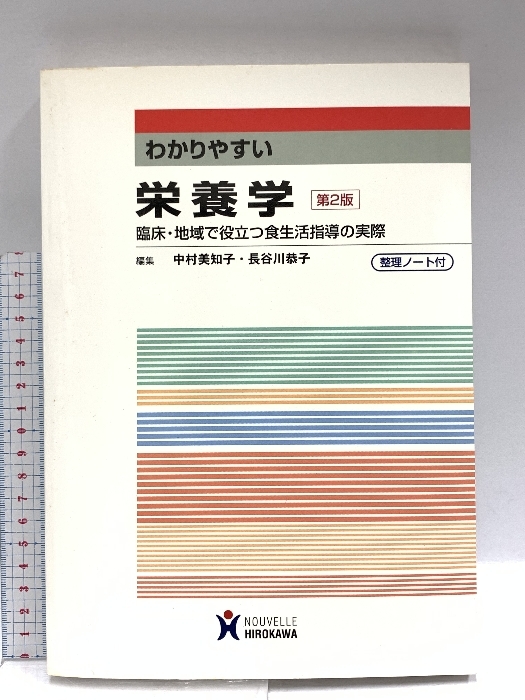 わかりやすい
栄養学 第2版
臨床・地域で役立つ食生活指導の実際
編集 中村美知子・長谷川恭子
整理ノート付
NOUVELLE
HIROKAWA